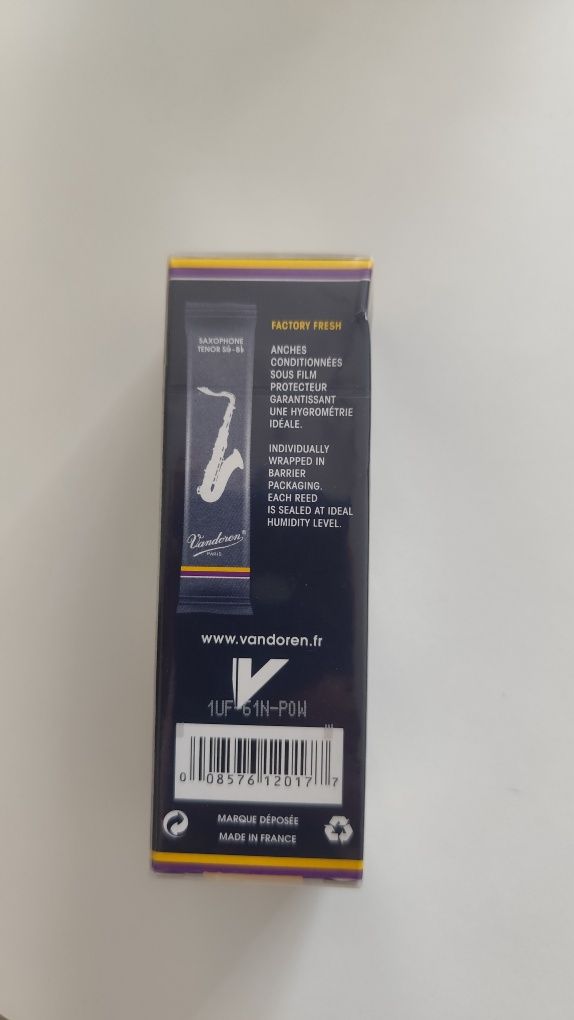 SAXOPHONE
TENOR Sib-Bb
Vandoren®
PARIS
FACTORY FRESH
ANCHES
CONDITIONNÉES
SOUS FILM
PROTECTEUR
GARANTISSANT
UNE HYGROMÉTRIE
IDÉALE.
INDIVIDUALLY
WRAPPED IN
BARRIER
PACKAGING.
EACH REED
IS SEALED AT IDEAL
HUMIDITY LEVEL.
www.vandoren.fr
1UF-61N-POW
0 08576 12017 7
MARQUE DÉPOSÉE
MADE IN FRANCE